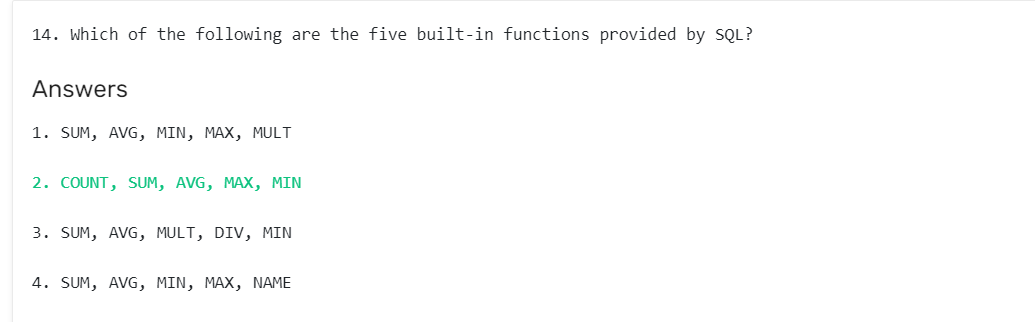 14. Which of the following are the five built-in functions provided by SQL?
Answers
1. SUM, AVG, MIN, MAX, MULT
2. COUNT, SUM, AVG, MAX, MIN
3. SUM, AVG, MULT, DIV, MIN
4. SUM, AVG, MIN, MAX, NAME